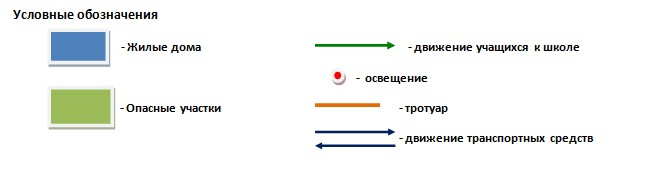 Условные обозначения
- Жилые дома
- движение учащихся к школе
- освещение
- Опасные участки
- тротуар
- движение транспортных средств